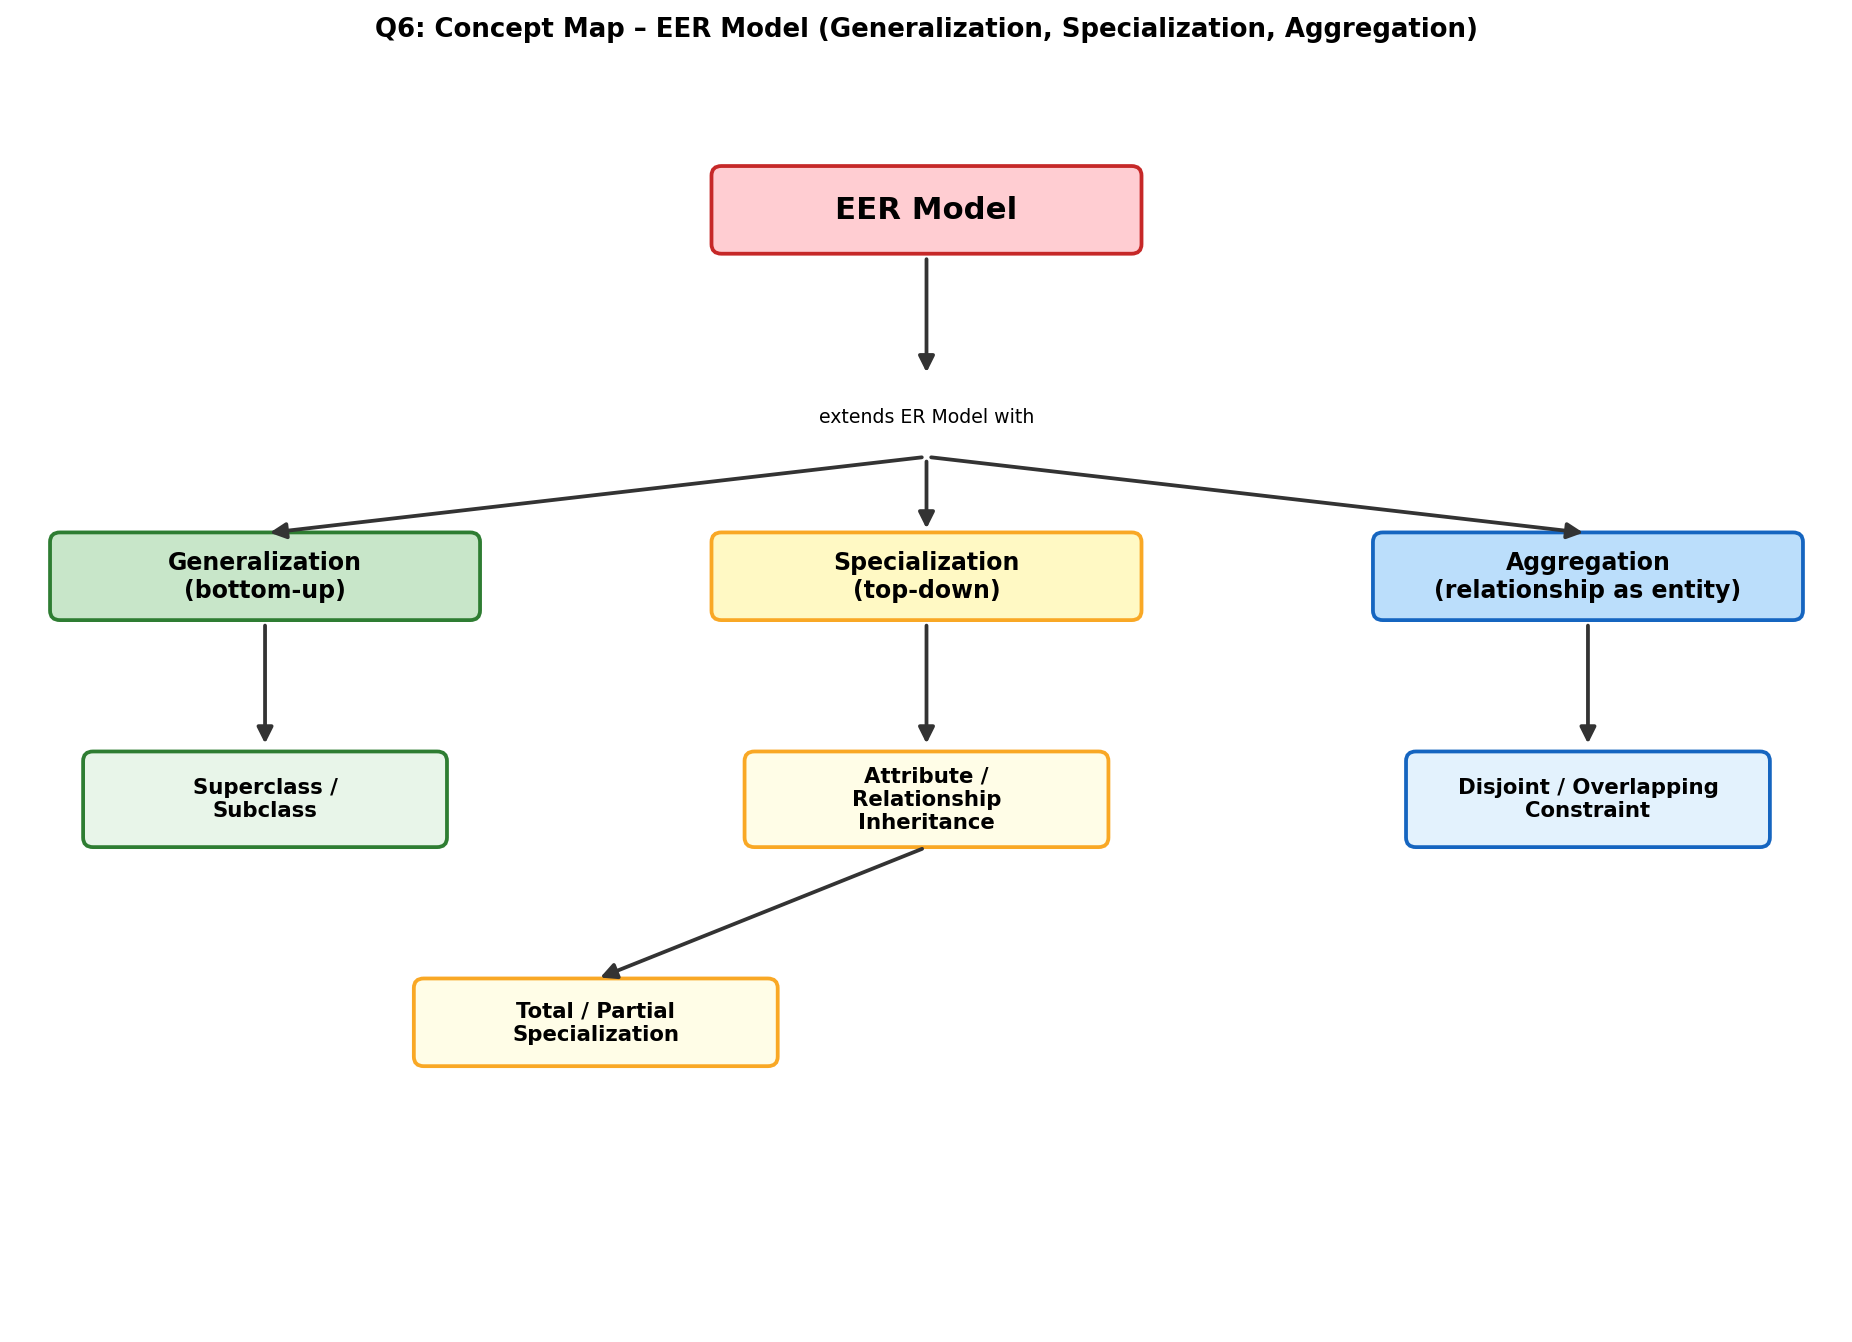 Q6: Concept Map – EER Model (Generalization, Specialization, Aggregation)
EER Model
extends ER Model with
Generalization
(bottom-up)
Specialization
(top-down)
Aggregation
(relationship as entity)
Superclass /
Subclass
Attribute /
Relationship
Inheritance
Disjoint / Overlapping
Constraint
Total / Partial
Specialization